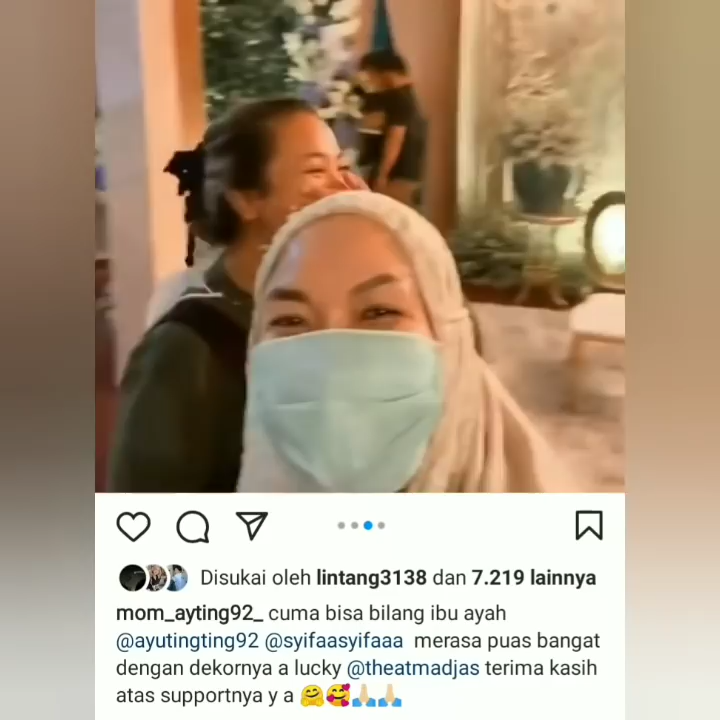 Disukai oleh lintang3138 dan 7.219 lainnya
mom_ayting92_ cuma bisa bilang ibu ayah
@ayutingting92 @syifaasyifaaa merasa puas bangat
dengan dekornya a lucky @theatmadjas terima kasih
atas supportnya y a 🤗🥰🙏🏼🙏🏼